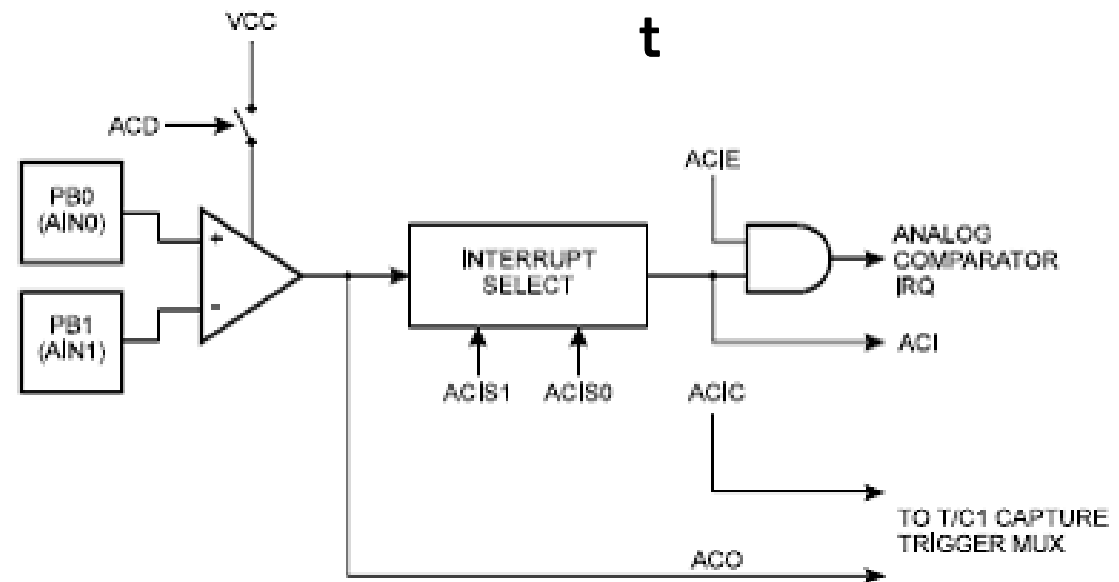 VCC
t
ACD
PB0
(AIN0)
+
PB1
(AIN1)
-
INTERRUPT
SELECT
ACIS1 ACIS0
ACIE
ANALOG
COMPARATOR
IRQ
ACI
ACIC
TO T/C1 CAPTURE
TRIGGER MUX
ACO